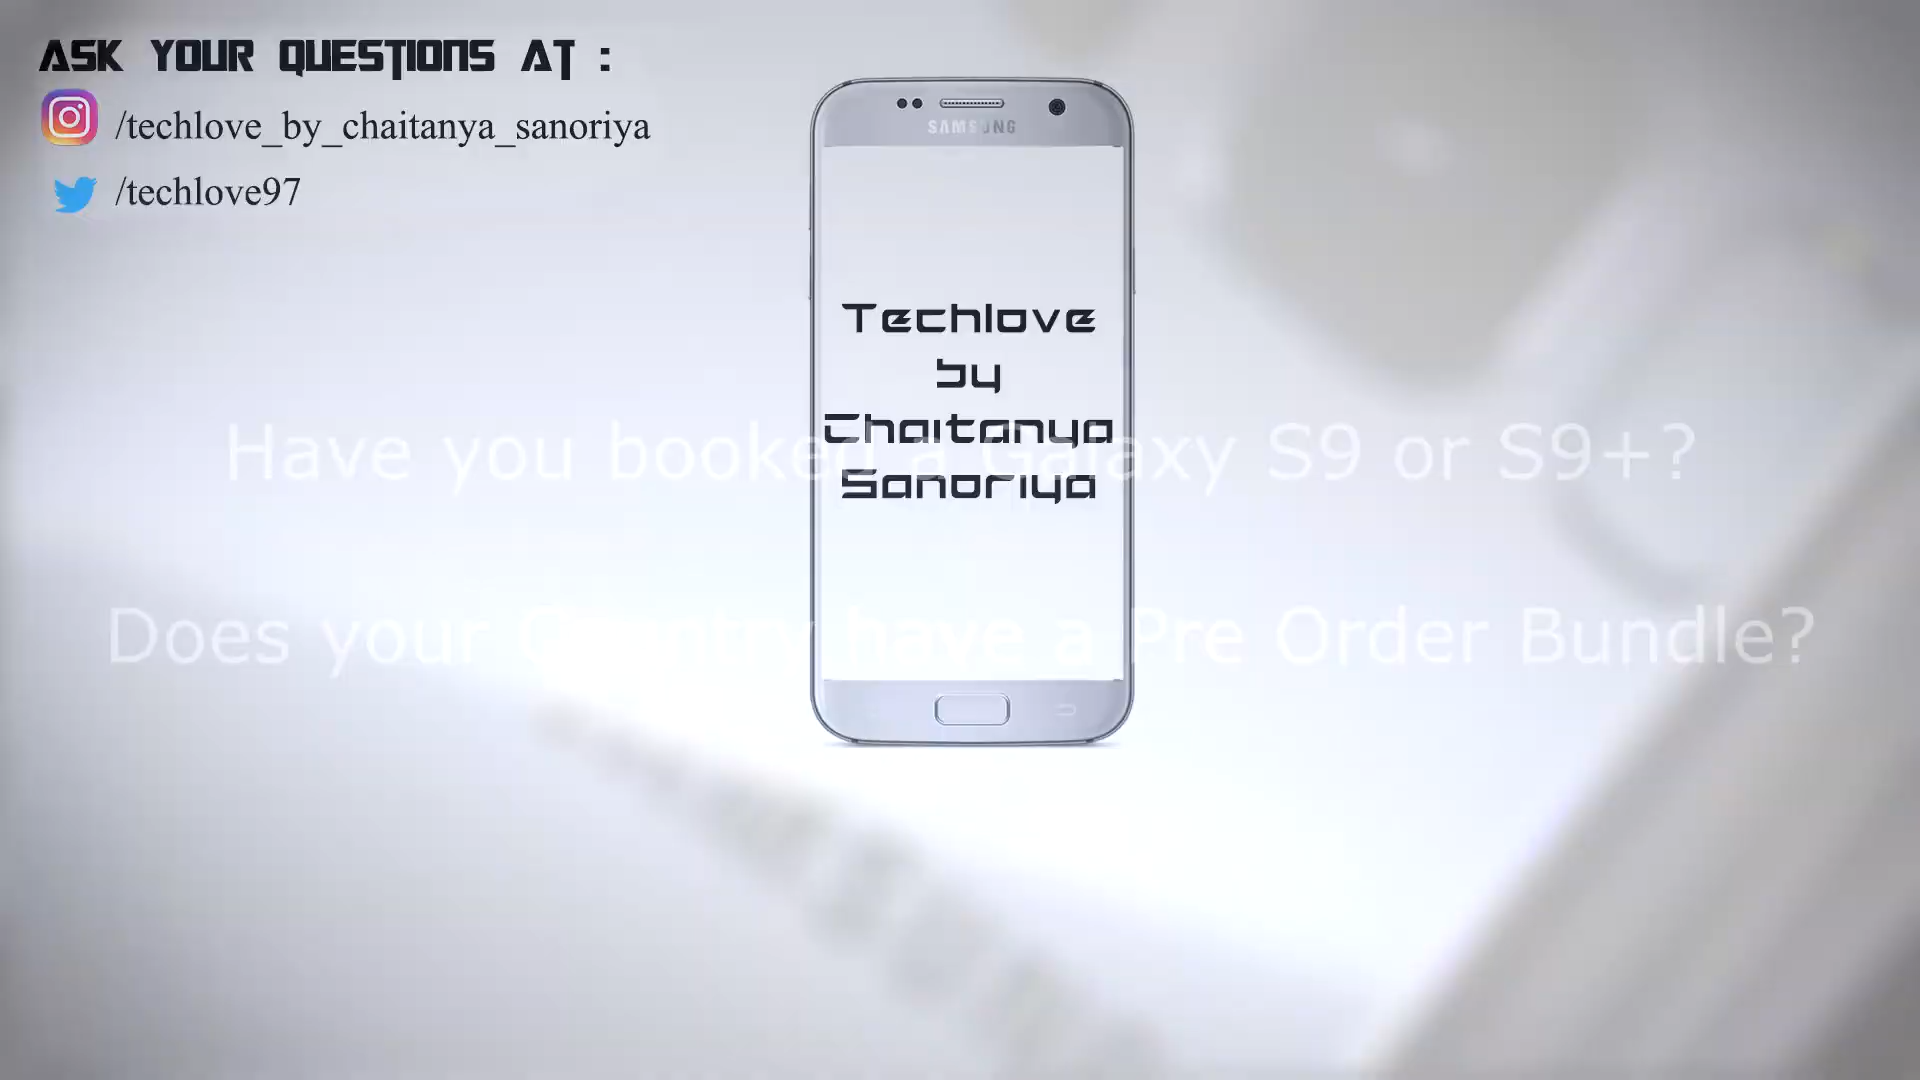 ASK YOUR QUESTIONS AT :
/techlove_by_chaitanya_sanoriya
/techlove97
SAMSUNG
Techlove
by
Chaitanya
Sanoriya
Have you booked a Galaxy S9 or S9+?
Does your Country have a Pre Order Bundle?